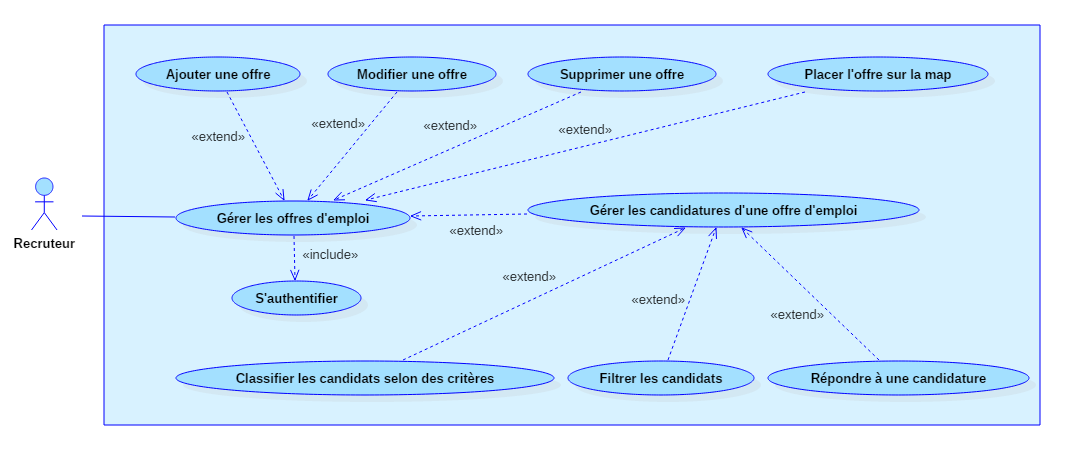 Ajouter une offre
Modifier une offre
Supprimer une offre
Placer l'offre sur la map
«extend»
«extend»
«extend»
«extend»
Recruteur
Gérer les offres d'emploi
Gérer les candidatures d'une offre d'emploi
«extend»
«include»
S'authentifier
«extend»
«extend»
«extend»
Classifier les candidats selon des critères
Filtrer les candidats
Répondre à une candidature